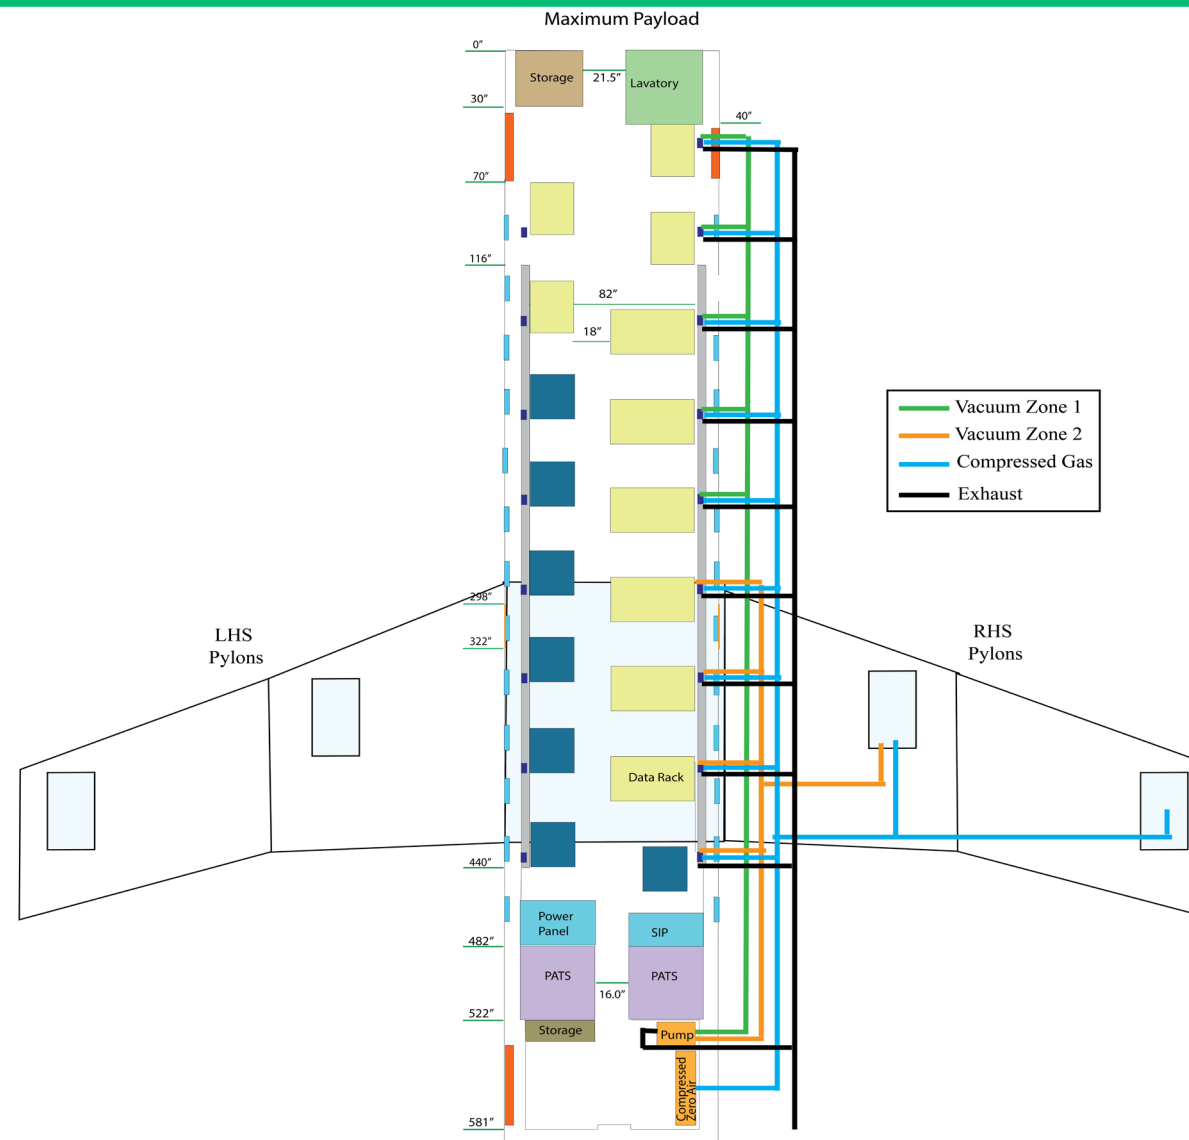 Maximum Payload
0”
Storage
21.5”
Lavatory
30”
40”
70”
116”
82”
18”
Vacuum Zone 1
Vacuum Zone 2
Compressed Gas
Exhaust
298”
LHS
Pylons
322”
RHS
Pylons
Data Rack
440”
Power
Panel
SIP
482”
PATS
PATS
16.0”
522”
Storage
Pump
Compressed
Zero Air
581”